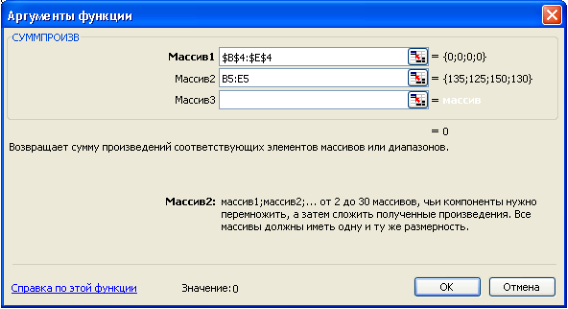 Аргументы функции
СУММПРОИЗВ
Массив1 $B$4:$E$4 = {0;0;0;0}
Массив2 B5:E5 = {135;125;150;130}
Массив3 = массив
= 0
Возвращает сумму произведений соответствующих элементов массивов или диапазонов.
Массив2: массив1;массив2;... от 2 до 30 массивов, чьи компоненты нужно
перемножить, а затем сложить полученные произведения. Все
массивы должны иметь одну и ту же размерность.
Справка по этой функции Значение:0 ОК Отмена